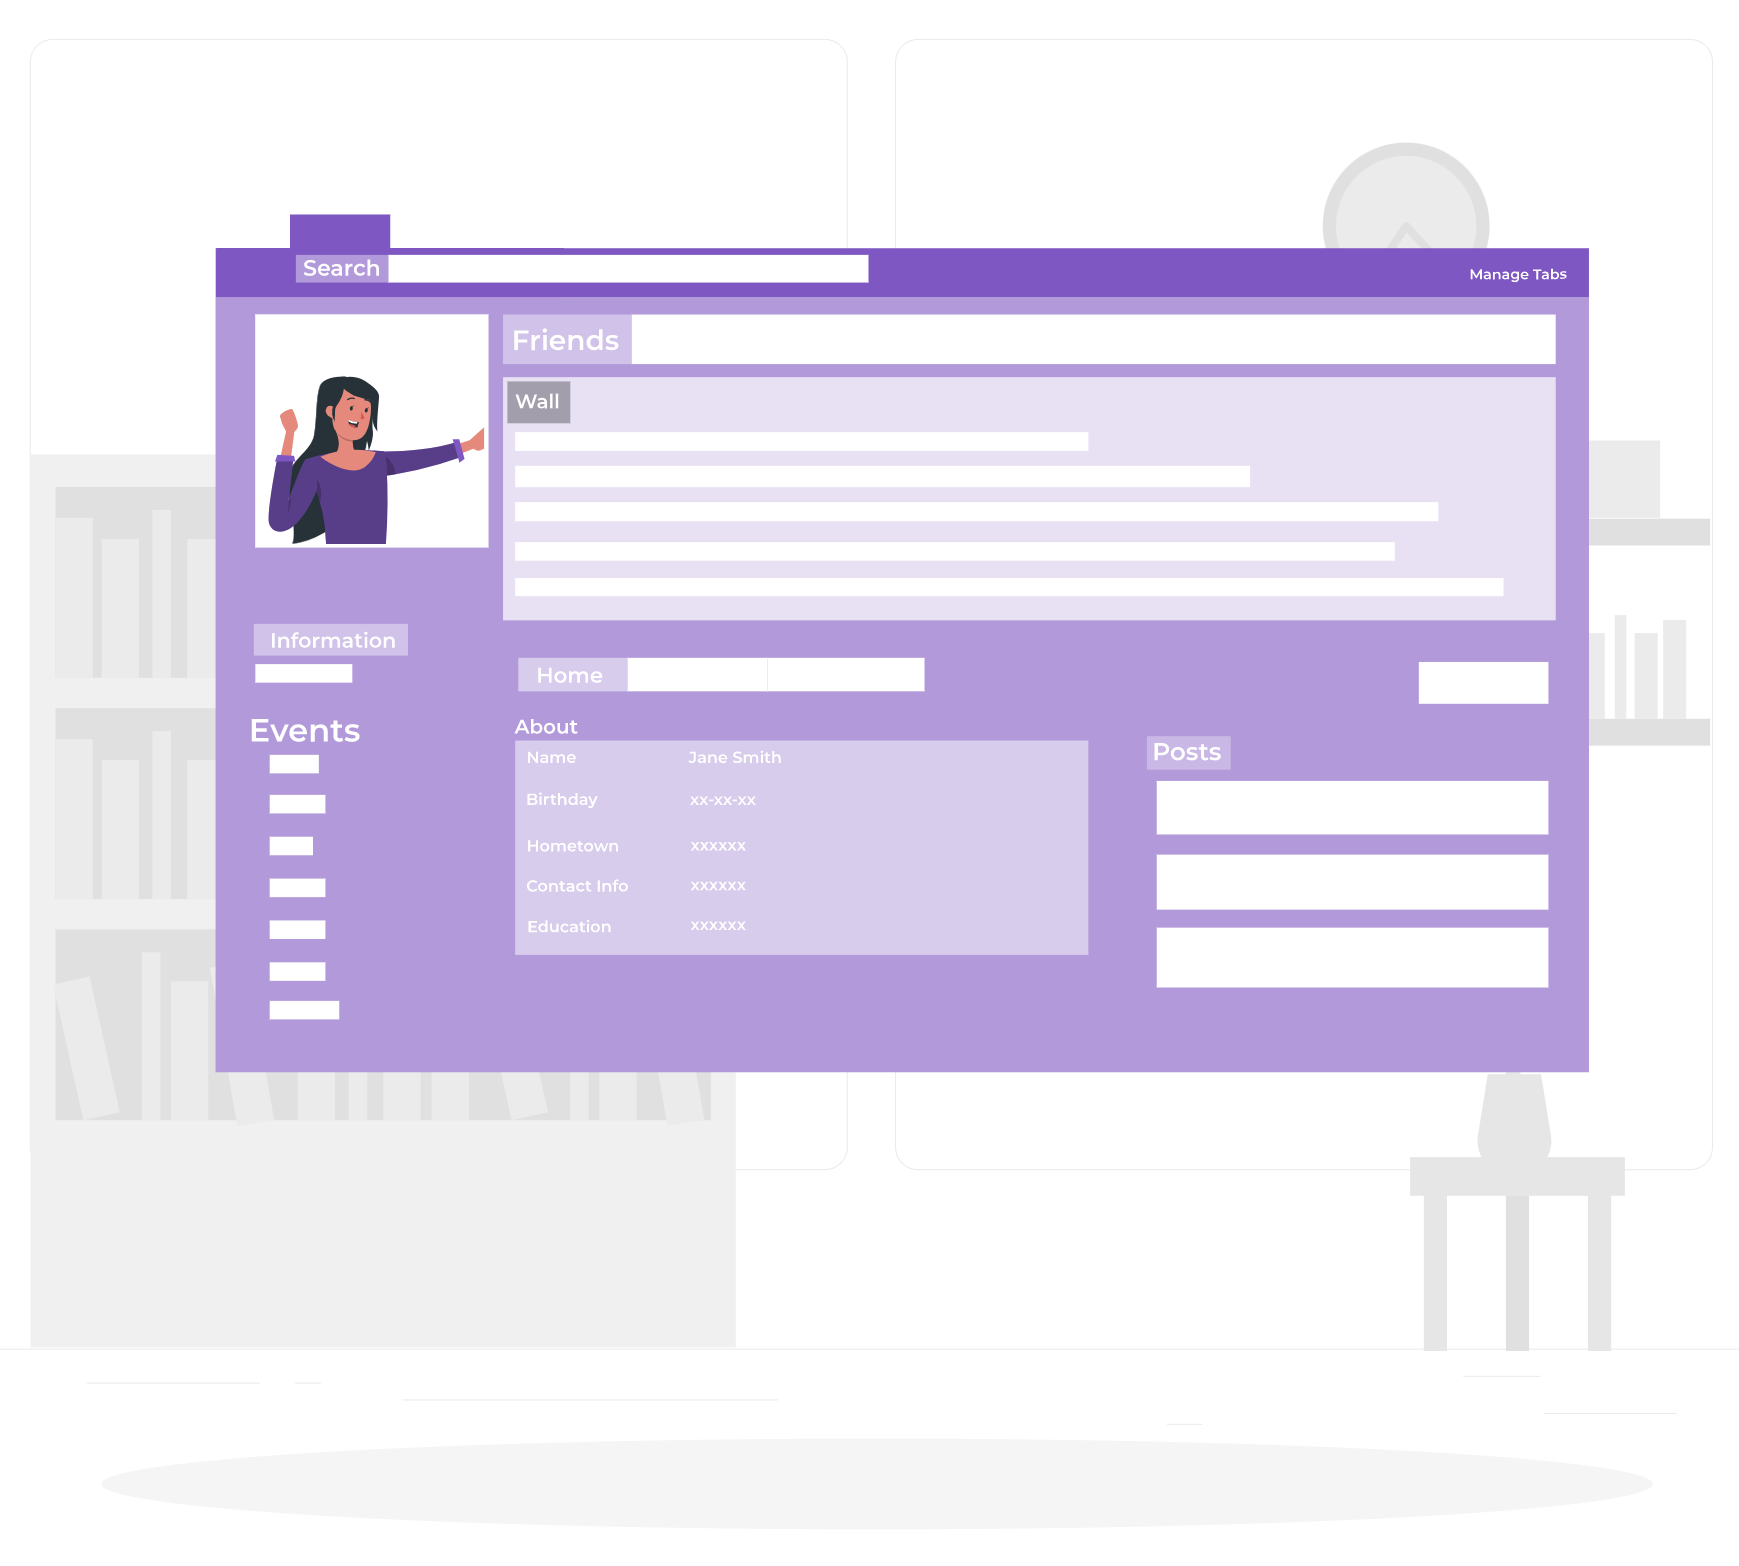 Search
Manage Tabs
Friends
Wall
Information
Home
Events
About
Name Jane Smith
Birthday xx-xx-xx
Hometown xxxxxx
Contact Info xxxxxx
Education xxxxxx
Posts